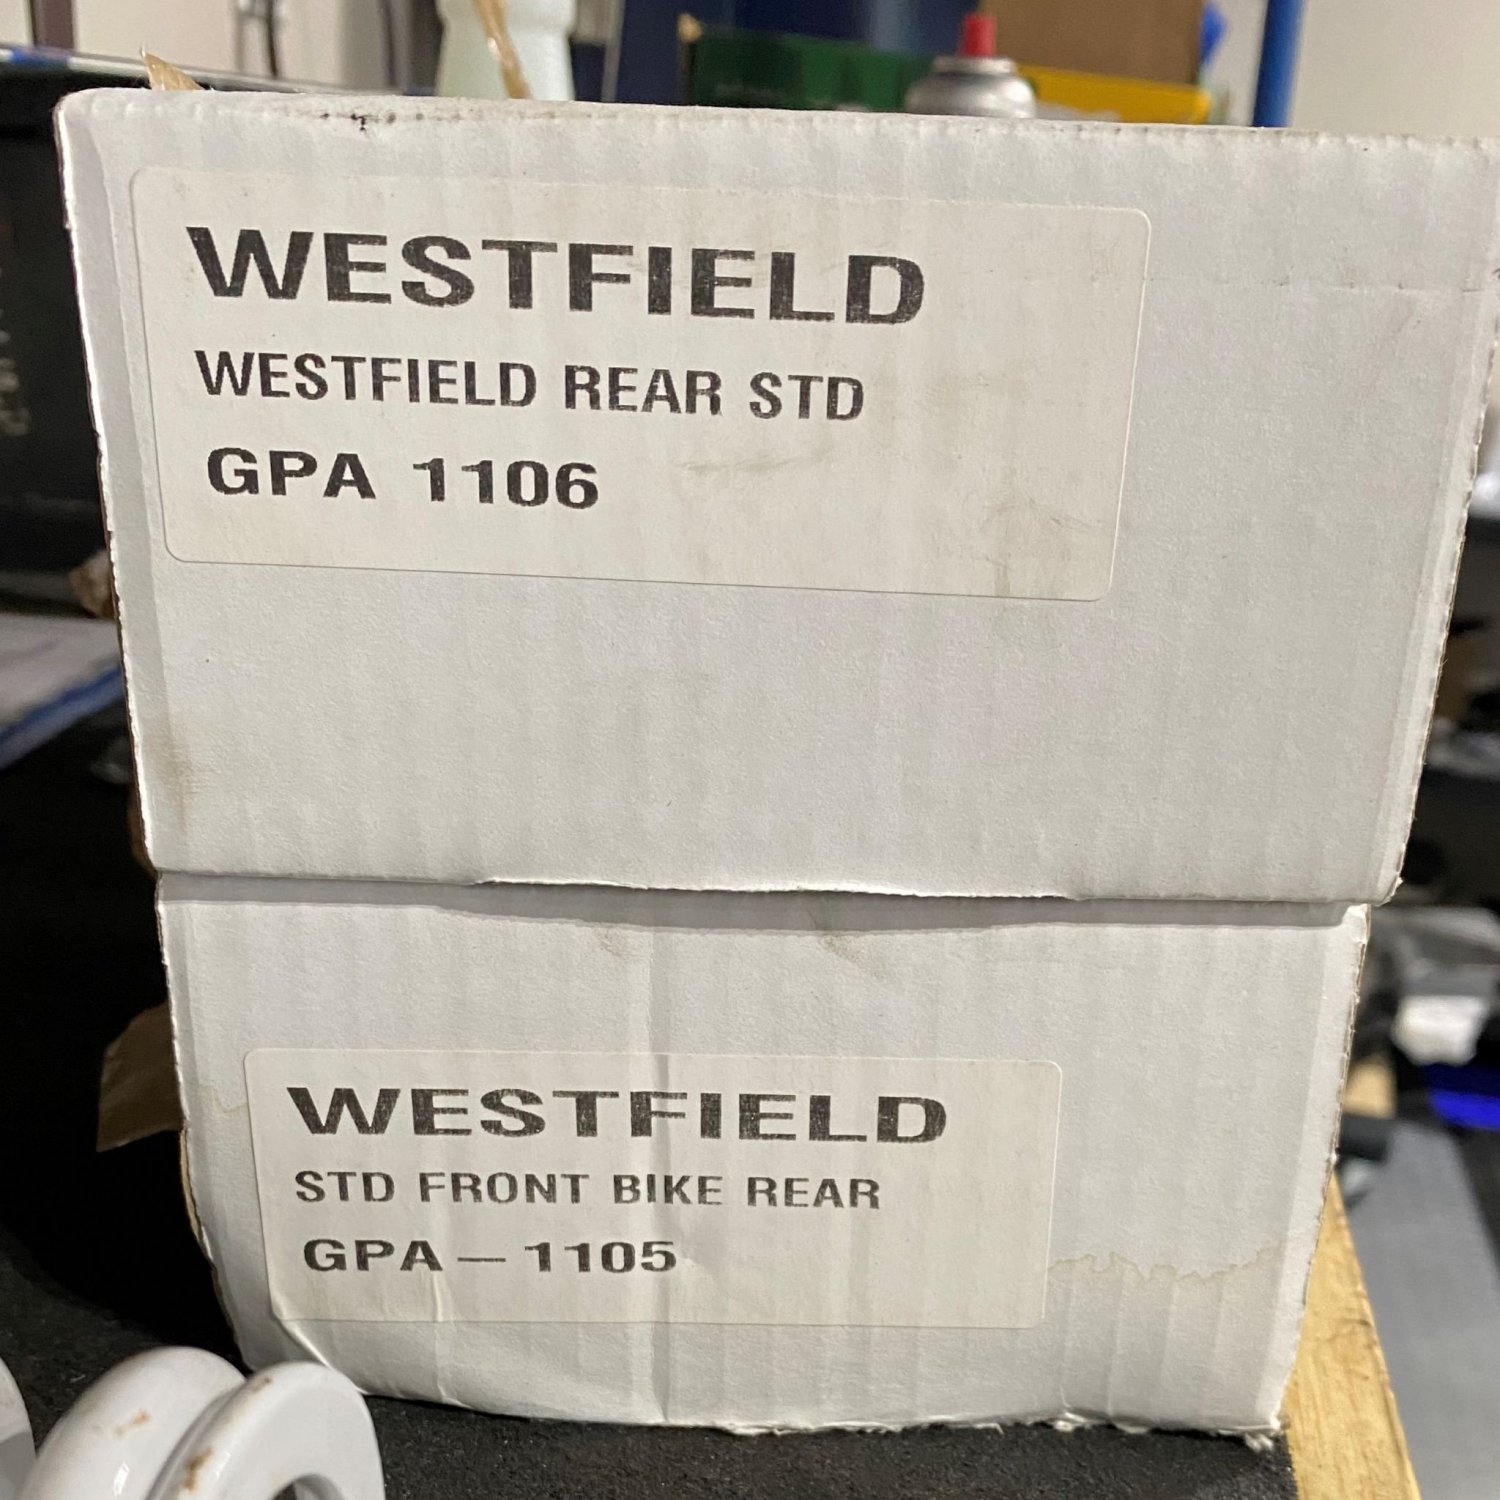 WESTFIELD
WESTFIELD REAR STD
GPA 1106
WESTFIELD
STD FRONT BIKE REAR
GPA — 1105